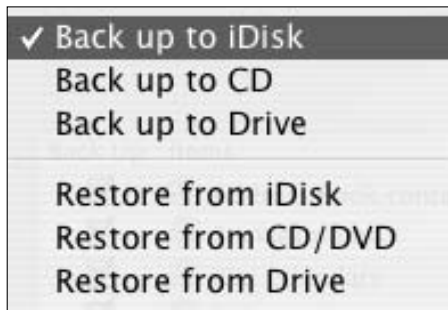 ✓ Back up to iDisk
Back up to CD
Back up to Drive
Restore from iDisk
Restore from CD/DVD
Restore from Drive